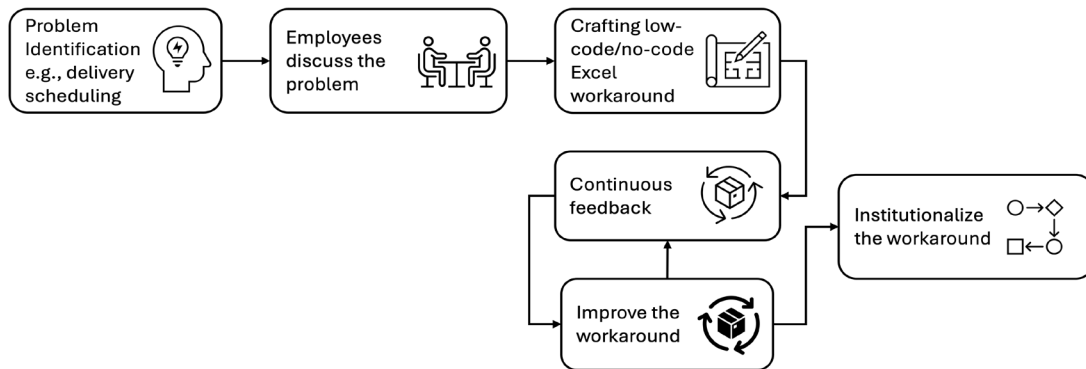 Problem
Identification
e.g., delivery
scheduling
Employees
discuss the
problem
Crafting low-
code/no-code
Excel
workaround
Continuous
feedback
Improve the
workaround
Institutionalize
the workaround